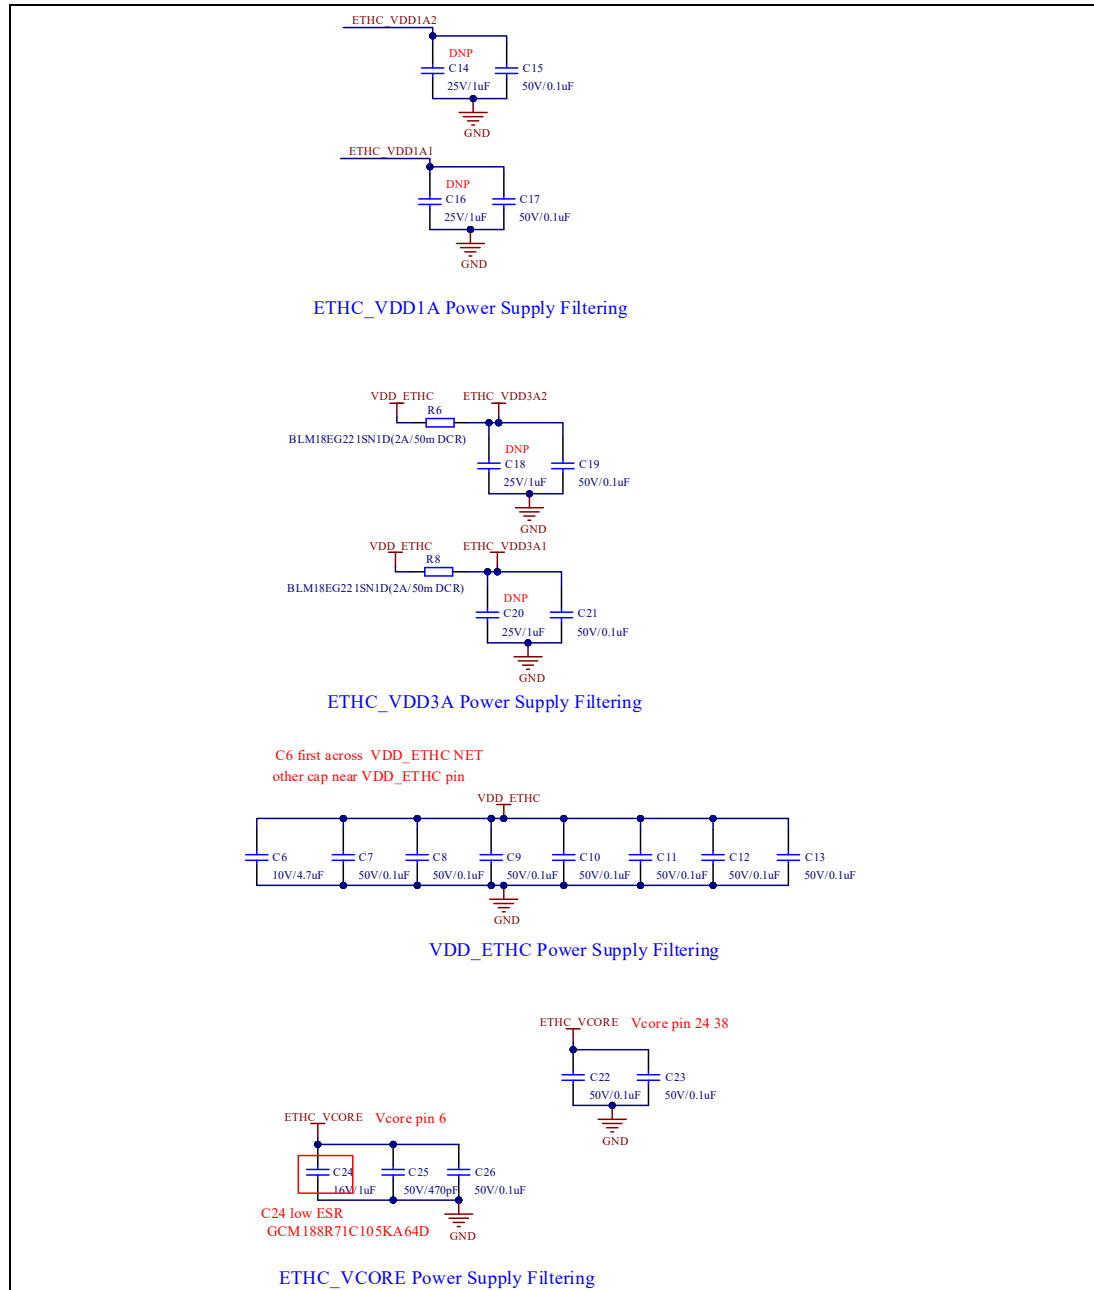 ETHC_VDD1A2
DNP
C14
C15
25V/1uF
50V/0.1uF
GND
ETHC_VDD1A1
DNP
C16
C17
25V/1uF
50V/0.1uF
GND
ETHC_VDD1A Power Supply Filtering
VDD_ETHC
ETHC_VDD3A2
R6
BLM18EG221SN1D(2A/50m DCR)
DNP
C18
C19
25V/1uF
50V/0.1uF
GND
VDD_ETHC
ETHC_VDD3A1
R8
BLM18EG221SN1D(2A/50m DCR)
DNP
C20
C21
25V/1uF
50V/0.1uF
GND
ETHC_VDD3A Power Supply Filtering
C6 first across VDD_ETHC NET
other cap near VDD_ETHC pin
VDD_ETHC
C6
C7
C8
C9
C10
C11
C12
C13
10V/4.7uF
50V/0.1uF
50V/0.1uF
50V/0.1uF
50V/0.1uF
50V/0.1uF
50V/0.1uF
50V/0.1uF
GND
VDD_ETHC Power Supply Filtering
ETHC_VCORE
Vcore pin 24 38
C22
C23
50V/0.1uF
50V/0.1uF
GND
ETHC_VCORE
Vcore pin 6
C24
C25
C26
16V/1uF
50V/470pF
50V/0.1uF
C24 low ESR
GCM188R71C105KA64D
GND
ETHC_VCORE Power Supply Filtering